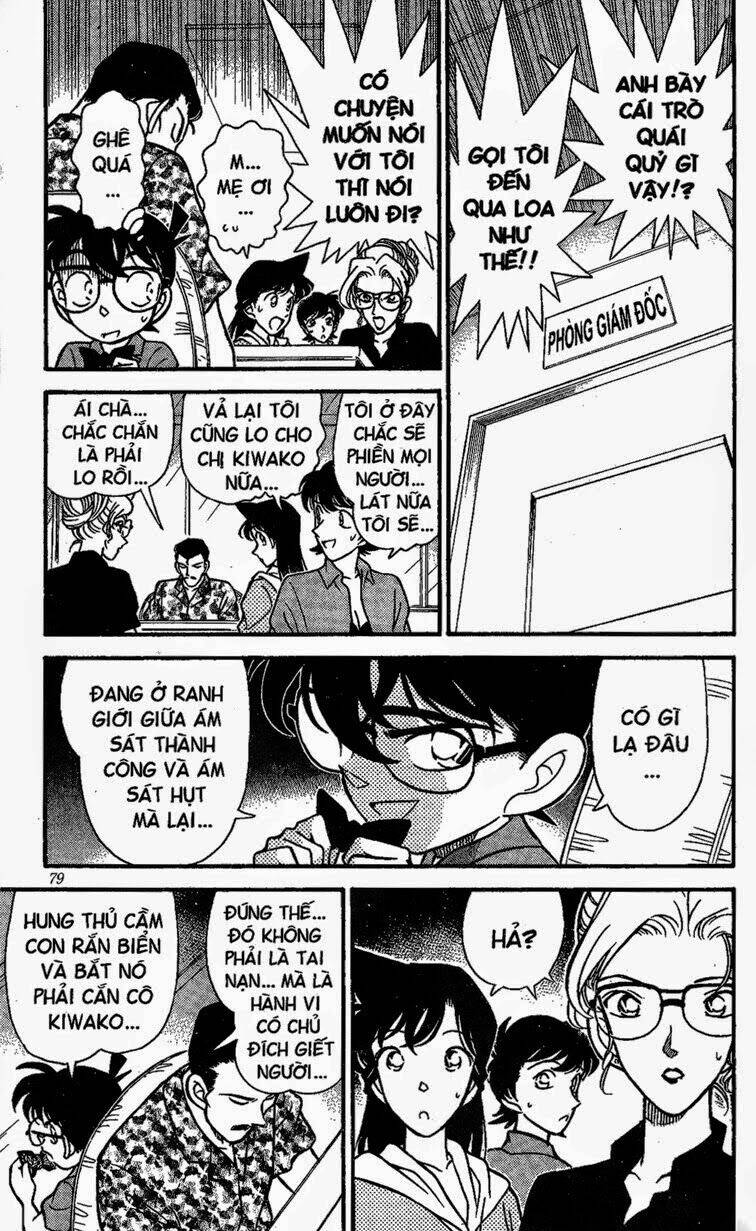 ANH BÀY
CÁI TRÒ
QUÁI
QUỶ GÌ
VẬY!?
GỌI TÔI
ĐẾN
QUA LOA
NHƯ
THẾ!!
PHÒNG GIÁM ĐỐC
CÓ
CHUYỆN
MUỐN NÓI
VỚI TÔI
THÌ NÓI
LUÔN ĐI?
M...
MẸ ƠI
...
GHÊ
QUÁ
...
TÔI Ở ĐÂY
CHẮC SẼ
PHIỀN MỌI
NGƯỜI...
LÁT NỮA
TÔI SẼ...
VẢ LẠI TÔI
CŨNG LO CHO
CHỊ KIWAKO
NỮA...
ÁI CHÀ...
CHẮC CHẮN
LÀ PHẢI
LO RỒI...
CÓ GÌ
LẠ ĐÂU
...
ĐANG Ở RANH
GIỚI GIỮA ÁM
SÁT THÀNH
CÔNG VÀ ÁM
SÁT HỤT
MÀ LẠI...
79
HẢ?
ĐÚNG THẾ...
ĐÓ KHÔNG
PHẢI LÀ TAI
NẠN... MÀ LÀ
HÀNH VI
CÓ CHỦ
ĐÍCH GIẾT
NGƯỜI...
HUNG THỦ CẦM
CON RẮN BIỂN
VÀ BẮT NÓ
PHẢI CẮN CÔ
KIWAKO...